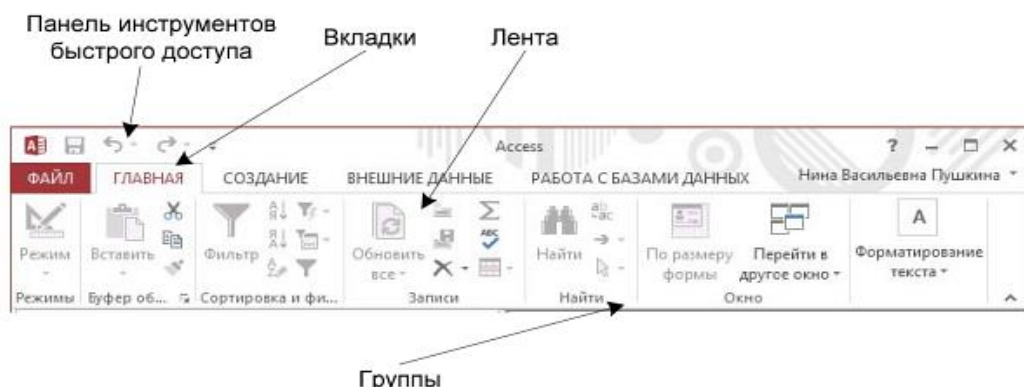 Панель инструментов
быстрого доступа
Вкладки
Лента
Access
?
ФАЙЛ ГЛАВНАЯ СОЗДАНИЕ ВНЕШНИЕ ДАННЫЕ РАБОТА С БАЗАМИ ДАННЫХ Нина Васильевна Пушкина
Режим
Вставить
Фильтр
Обновить
все
Найти
По размеру
формы
Перейти в
другое окно
Форматирование
текста
Режимы Буфер об... Сортировка и фи... Записи Найти Окно
Группы